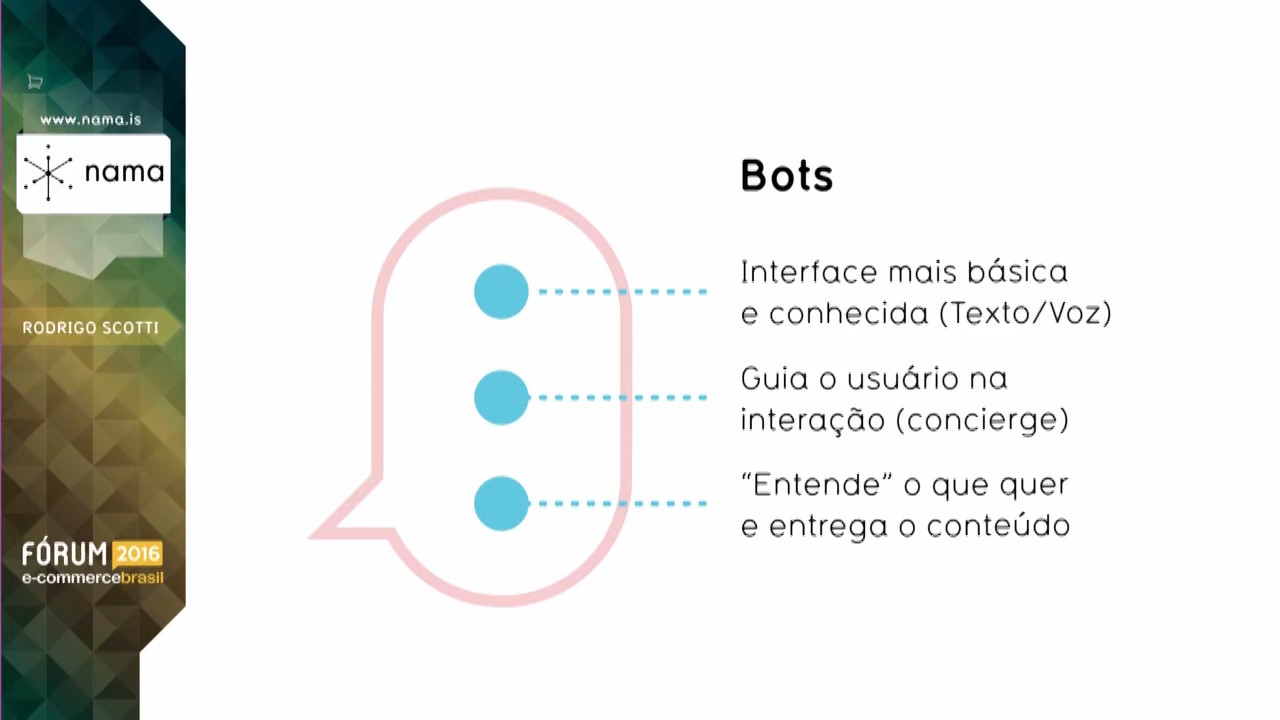 www.nama.is
nama
RODRIGO SCOTTI
FÓRUM 2016
e-commercebrasil
Bots
Interface mais básica
e conhecida (Texto/Voz)
Guia o usuário na
interação (concierge)
“Entende” o que quer
e entrega o conteúdo